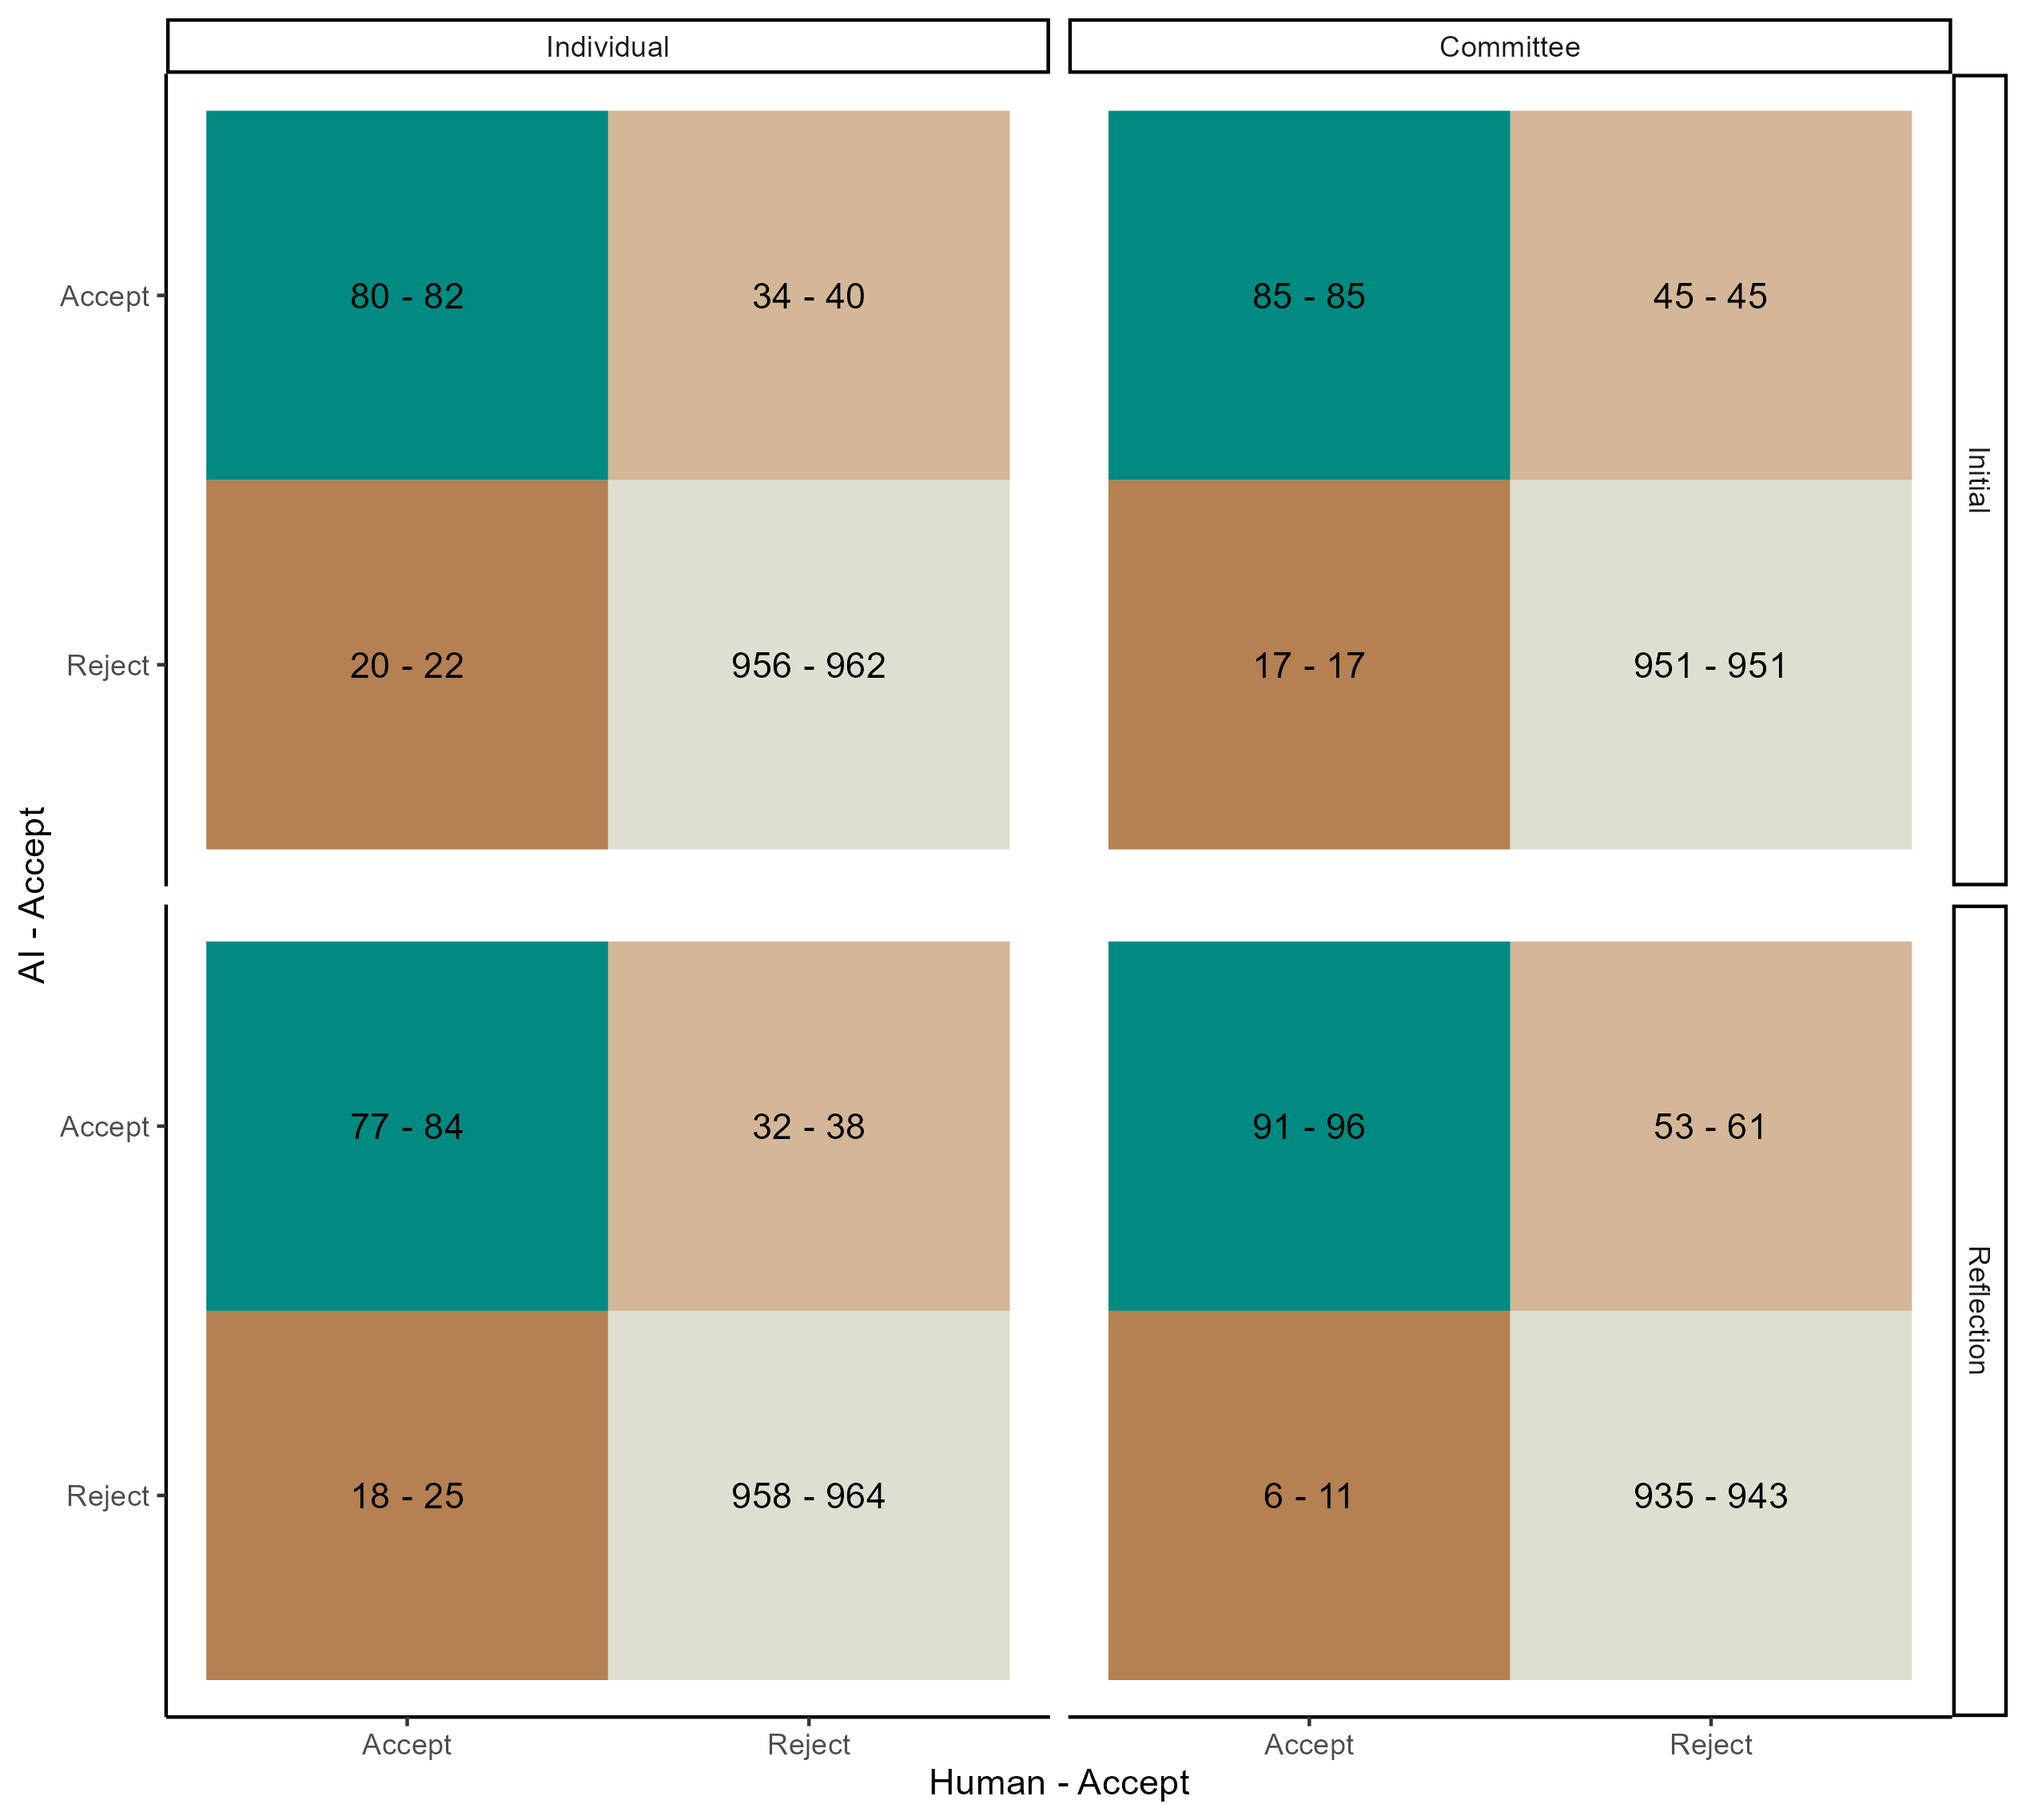 Individual
Committee
Accept
80 - 82
34 - 40
85 - 85
45 - 45
Initial
Reject
20 - 22
956 - 962
17 - 17
951 - 951
AI - Accept
Accept
77 - 84
32 - 38
91 - 96
53 - 61
Reflection
Reject
18 - 25
958 - 964
6 - 11
935 - 943
Accept
Reject
Accept
Reject
Human - Accept